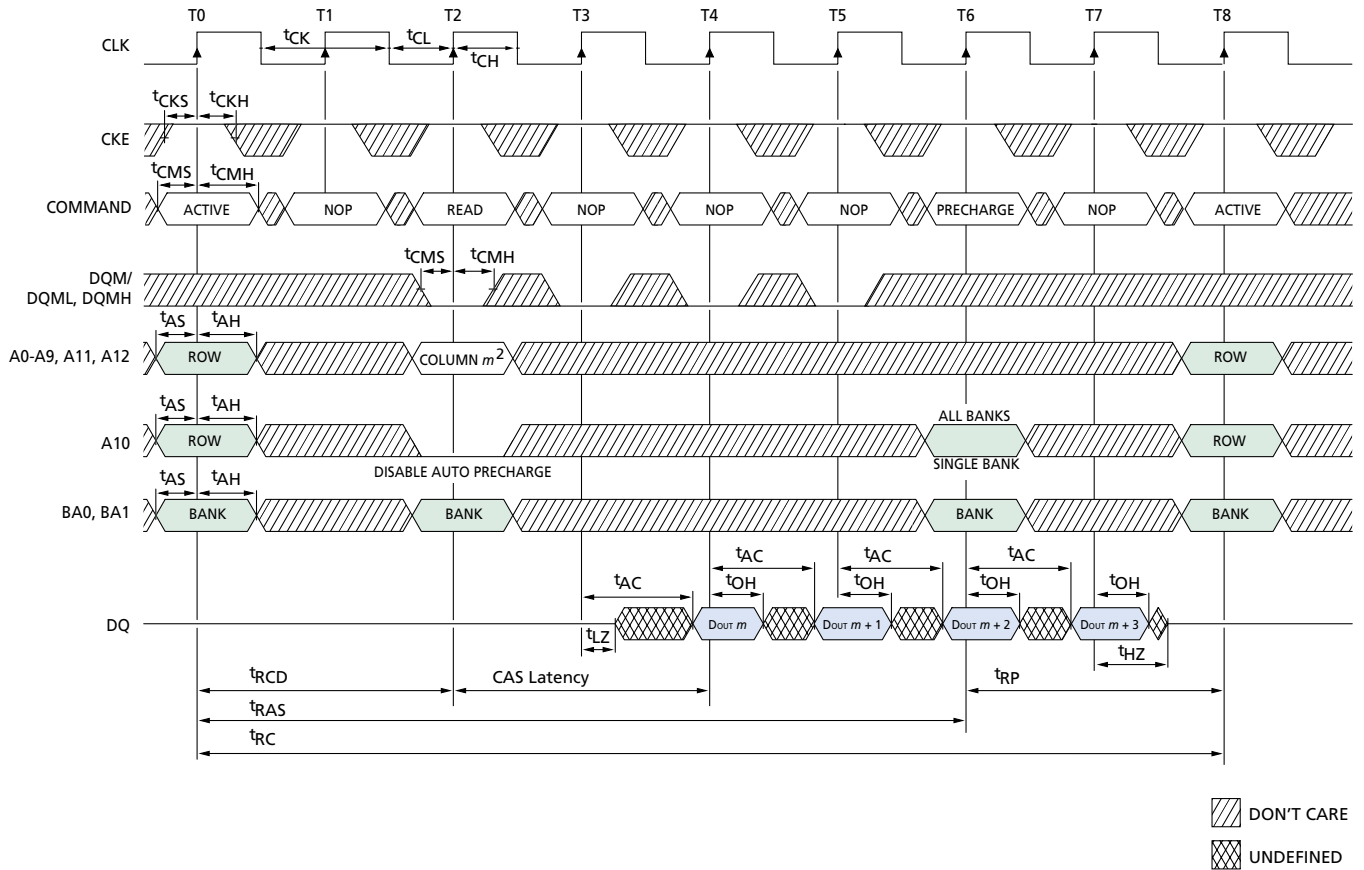 T0 T1 T2 T3 T4 T5 T6 T7 T8
CLK
tCK tCL
tCH
tCKS tCKH
CKE
tCMS tCMH
COMMAND
ACTIVE NOP READ NOP NOP NOP PRECHARGE NOP ACTIVE
tCMS tCMH
DQM/
DQML, DQMH
tAS tAH
A0-A9, A11, A12
ROW COLUMN m2 ROW
tAS tAH
ALL BANKS
A10
ROW ROW
SINGLE BANK
DISABLE AUTO PRECHARGE
tAS tAH
BA0, BA1
BANK BANK BANK BANK
tAC tAC tAC
tAC tOH tOH tOH tOH
DQ
DOUT m DOUT m + 1 DOUT m + 2 DOUT m + 3
tLZ
tHZ
tRCD CAS Latency tRP
tRAS
tRC
DON'T CARE
UNDEFINED